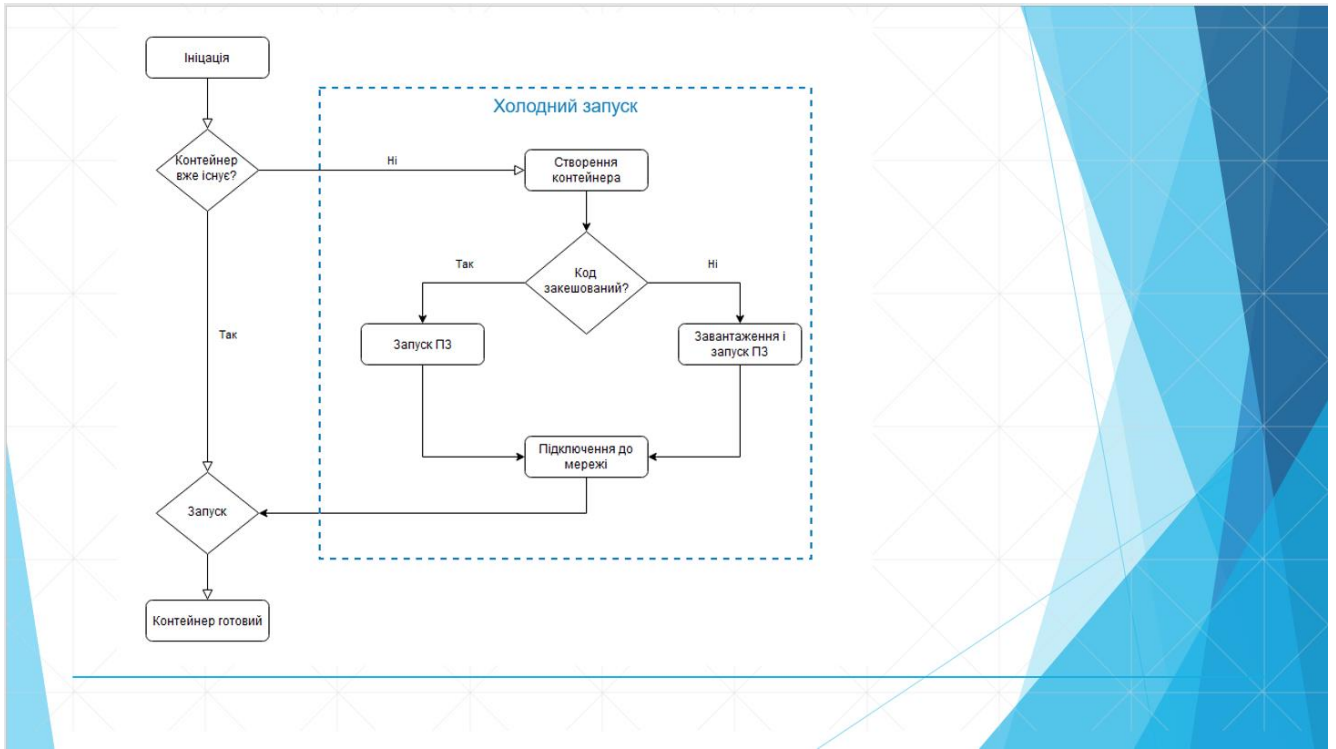 Ініцація
Холодний запуск
Контейнер
вже існує?
Ні
Створення
контейнера
Так
Код
закешований?
Ні
Так
Запуск ПЗ
Завантаження і
запуск ПЗ
Підключення до
мережі
Запуск
Контейнер готовий